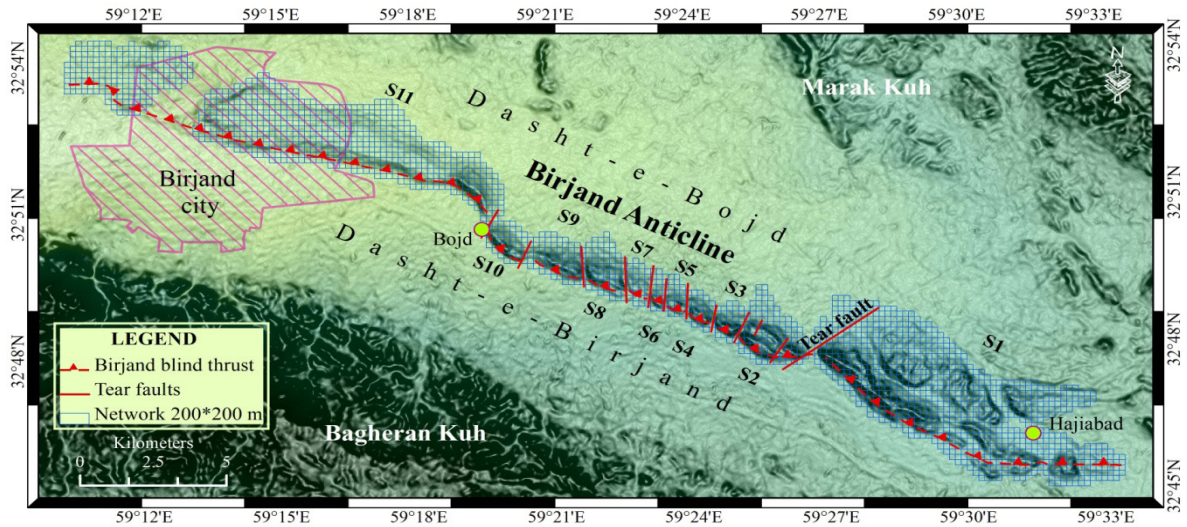 59°12'E 59°15'E 59°18'E 59°21'E 59°24'E 59°27'E 59°30'E 59°33'E
32°54'N
32°54'N
N
Marak Kuh
S11
Dasht-e-Bojd
Birjand
city
Birjand Anticline
32°51'N
32°51'N
S9
Bojd
Dasht-e-Birjand
S10
S7
S5
S3
S8
S6
S4
S2
Tear fault
S1
32°48'N
32°48'N
LEGEND
Birjand blind thrust
Tear faults
Network 200*200 m
Kilometers
0 2.5 5
Bagheran Kuh
Hajiabad
32°45'N
59°12'E 59°15'E 59°18'E 59°21'E 59°24'E 59°27'E 59°30'E 59°33'E